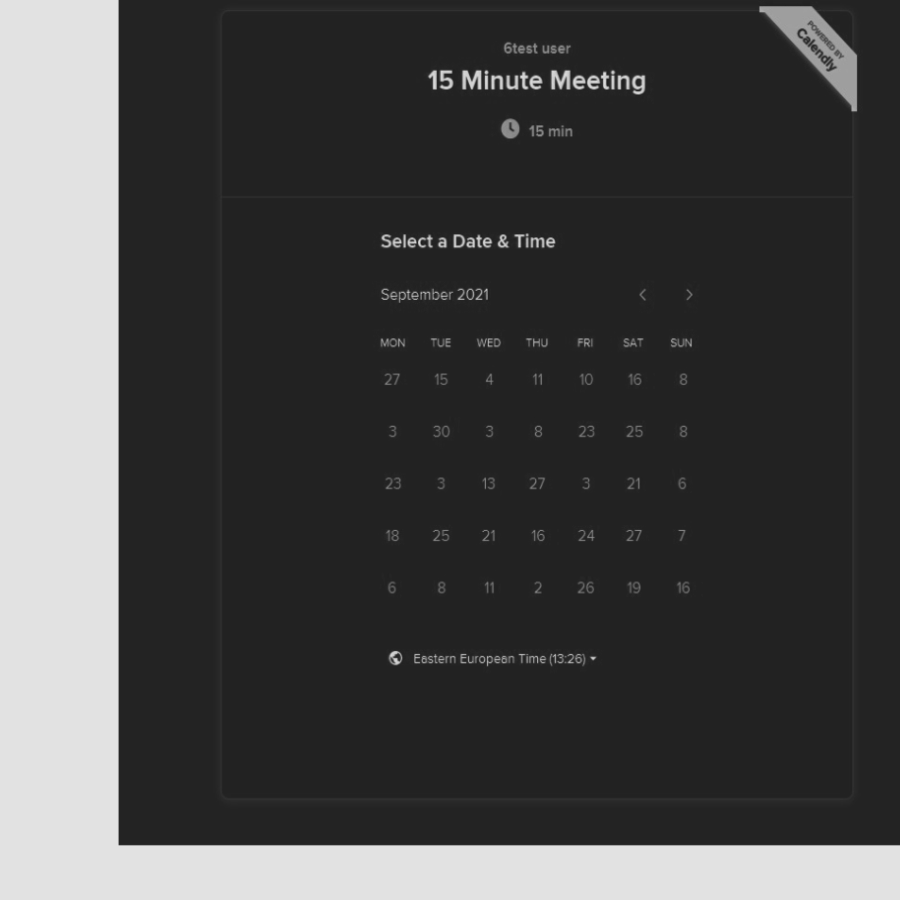 POWERED BY
Calendly
6test user
15 Minute Meeting
15 min
Select a Date & Time
September 2021
MON TUE WED THU FRI SAT SUN
27 15 4 11 10 16 8
3 30 3 8 23 25 8
23 3 13 27 3 21 6
18 25 21 16 24 27 7
6 8 11 2 26 19 16
Eastern European Time (13:26)